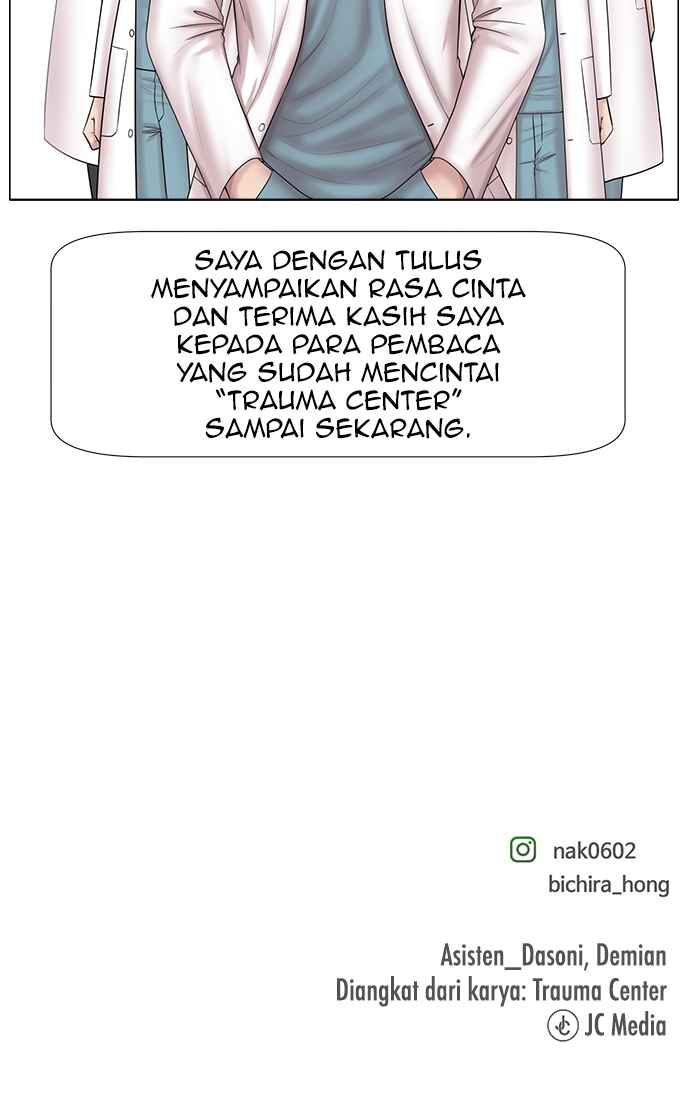 SAYA DENGAN TULUS
MENYAMPAIKAN RASA CINTA
DAN TERIMA KASIH SAYA
KEPADA PARA PEMBACA
YANG SUDAH MENCINTAI
“TRAUMA CENTER”
SAMPAI SEKARANG.
nak0602
bichira_hong
Asisten_Dasoni, Demian
Diangkat dari karya: Trauma Center
JC JC Media